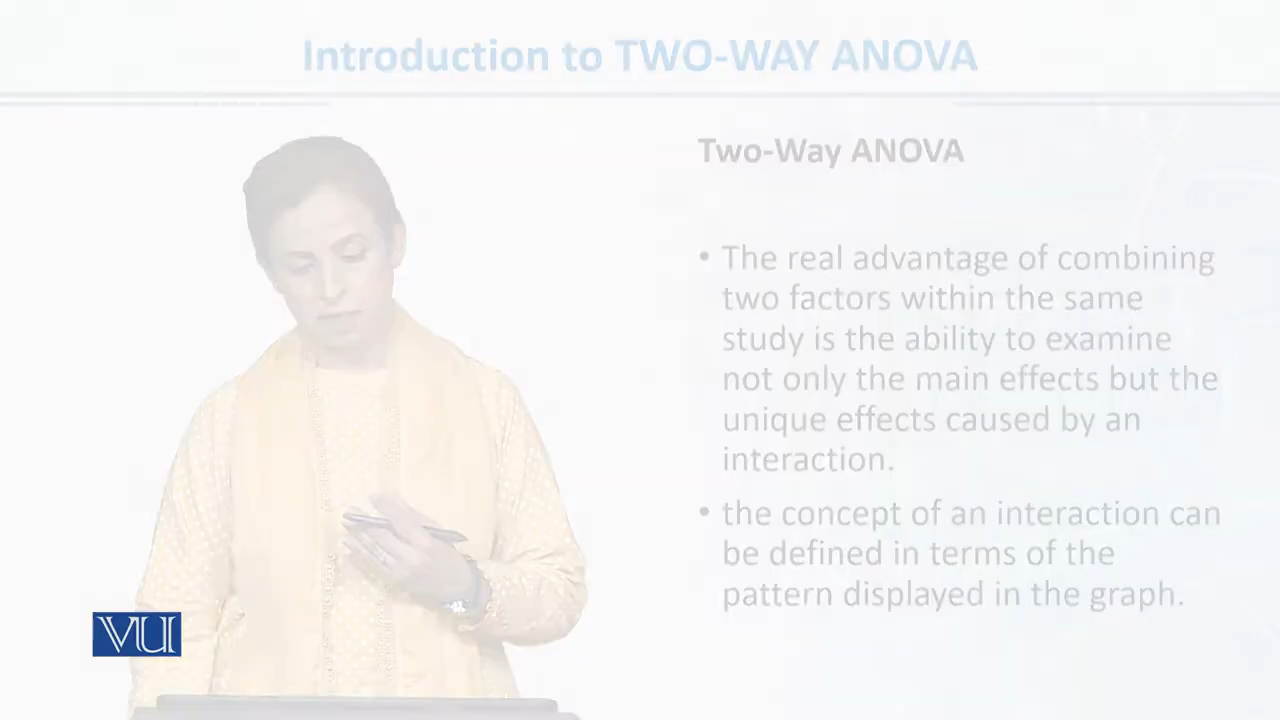 Introduction to TWO-WAY ANOVA
Two-Way ANOVA
• The real advantage of combining
two factors within the same
study is the ability to examine
not only the main effects but the
unique effects caused by an
interaction.
• the concept of an interaction can
be defined in terms of the
pattern displayed in the graph.
VU